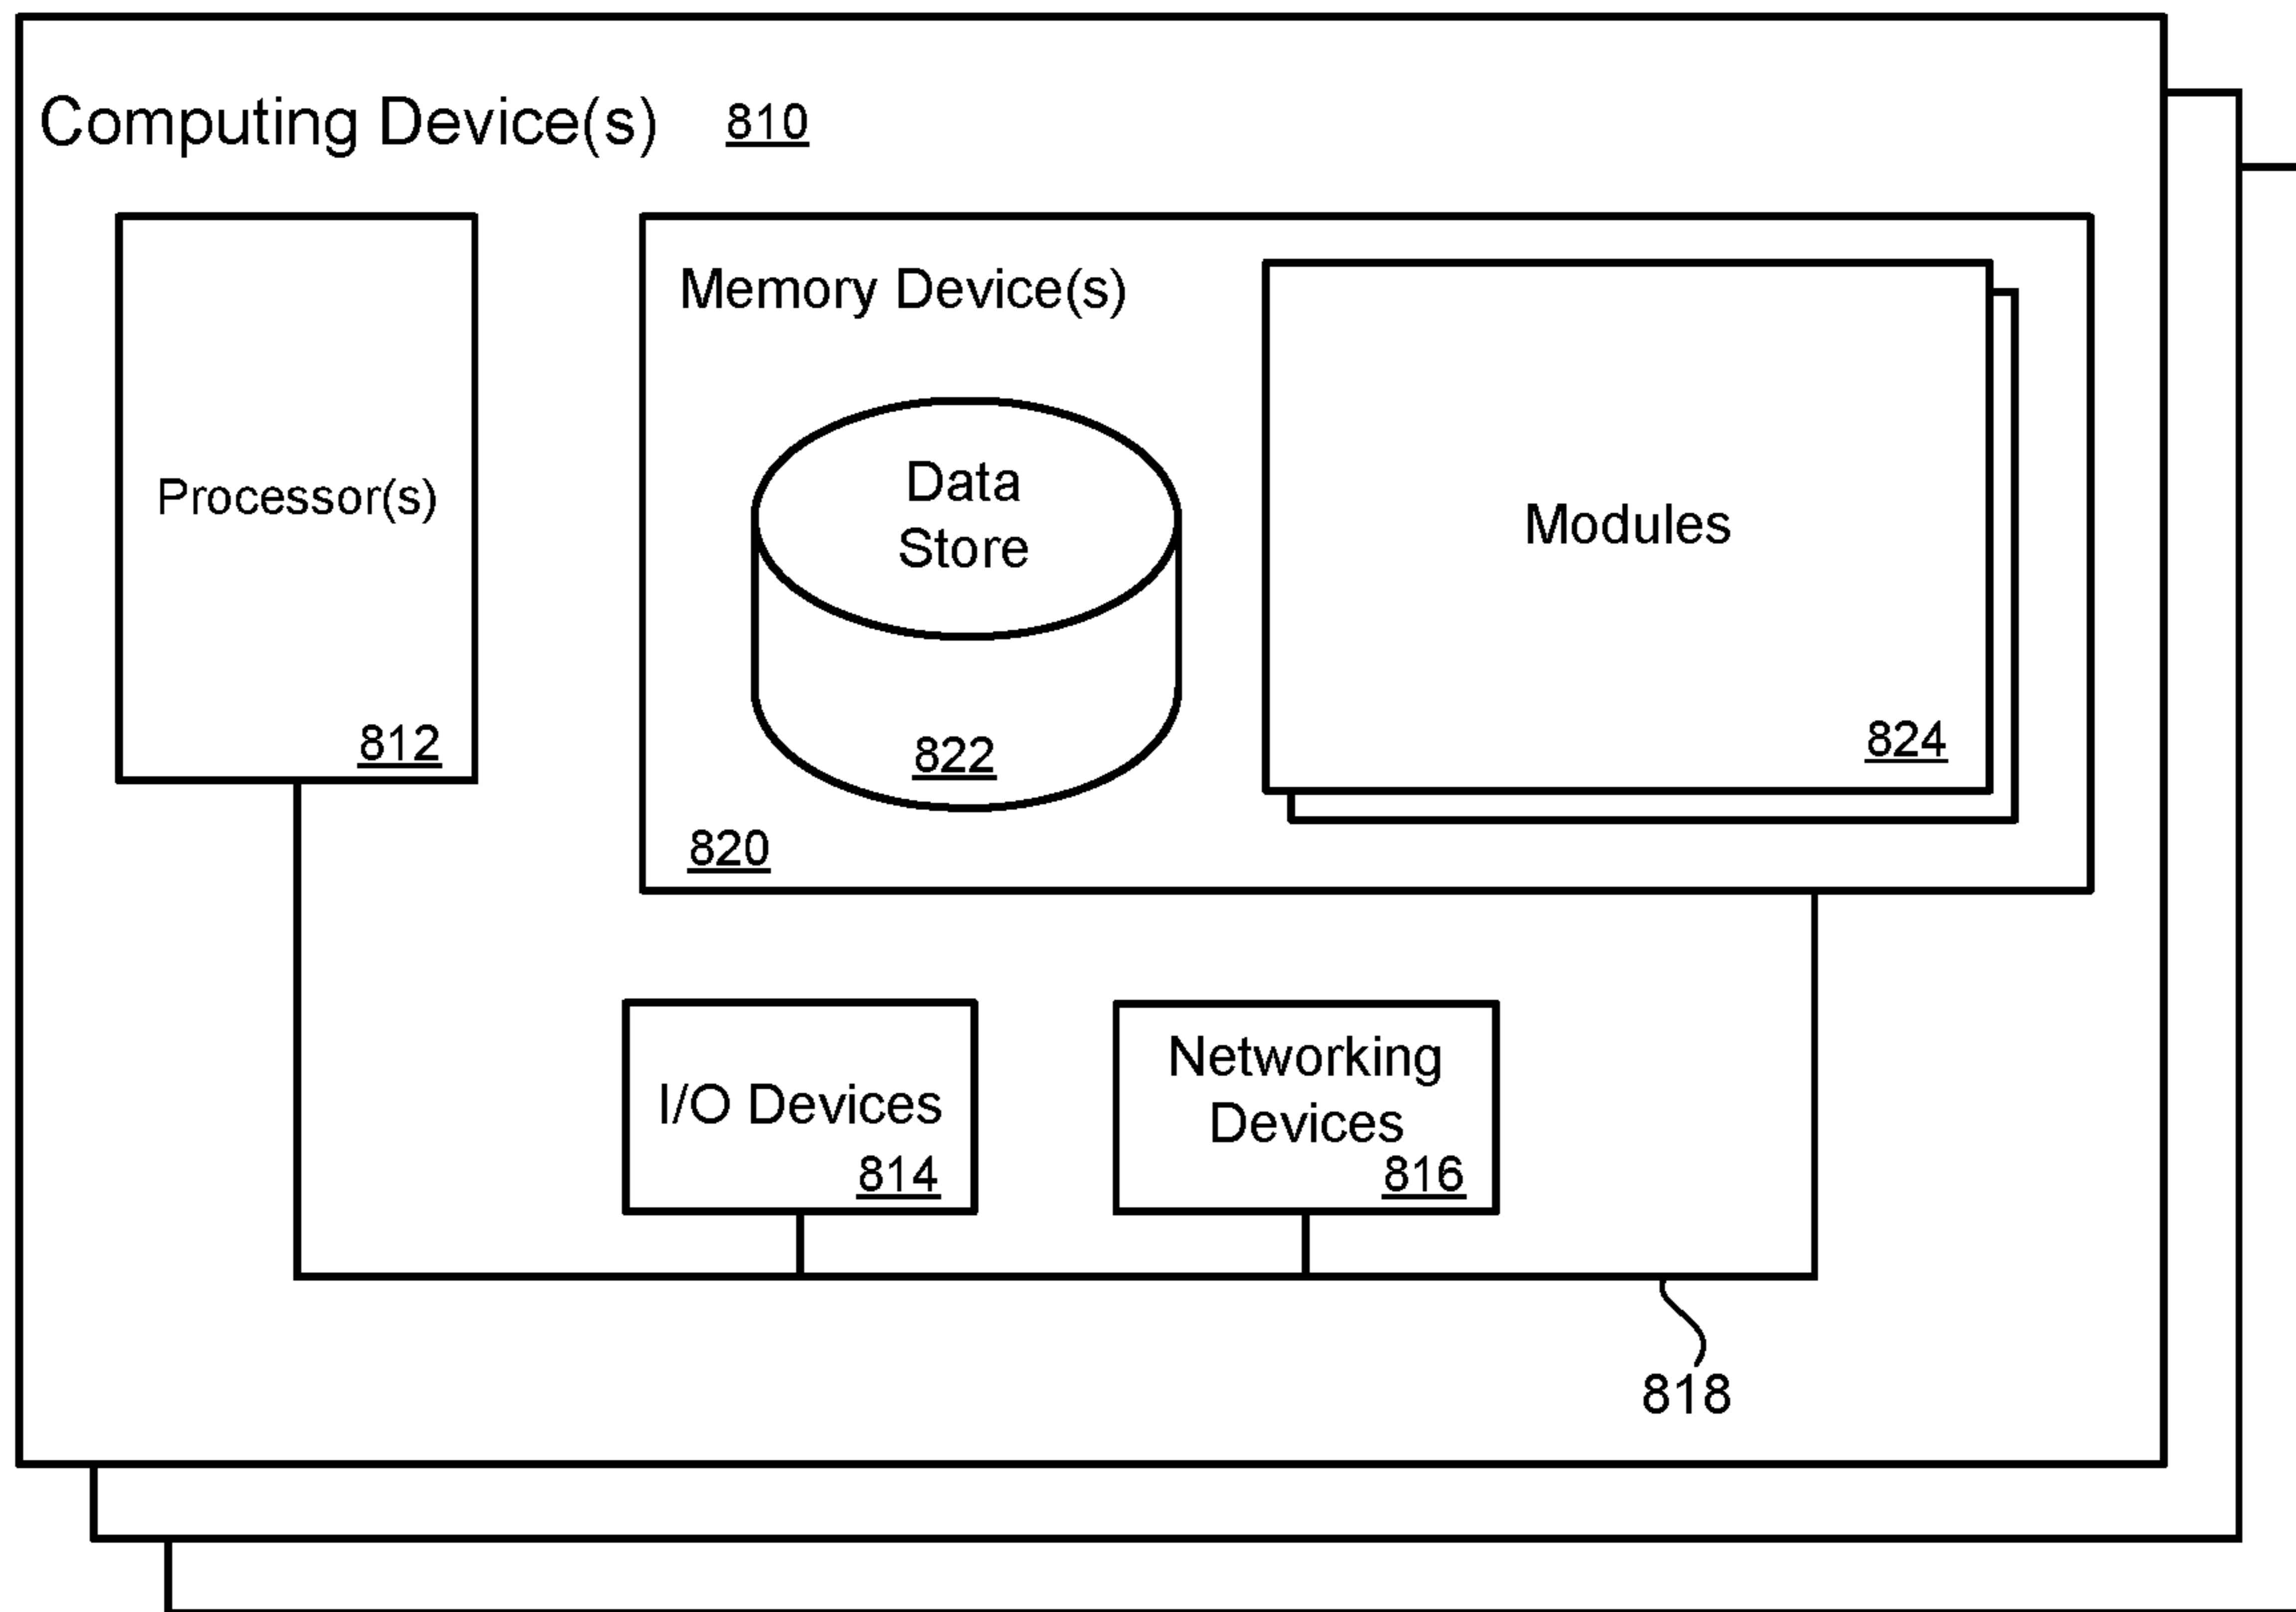 Computing Device(s) 810
Processor(s)
812
Memory Device(s)
Data
Store
822
820
Modules
824
I/O Devices
814
Networking
Devices
816
818